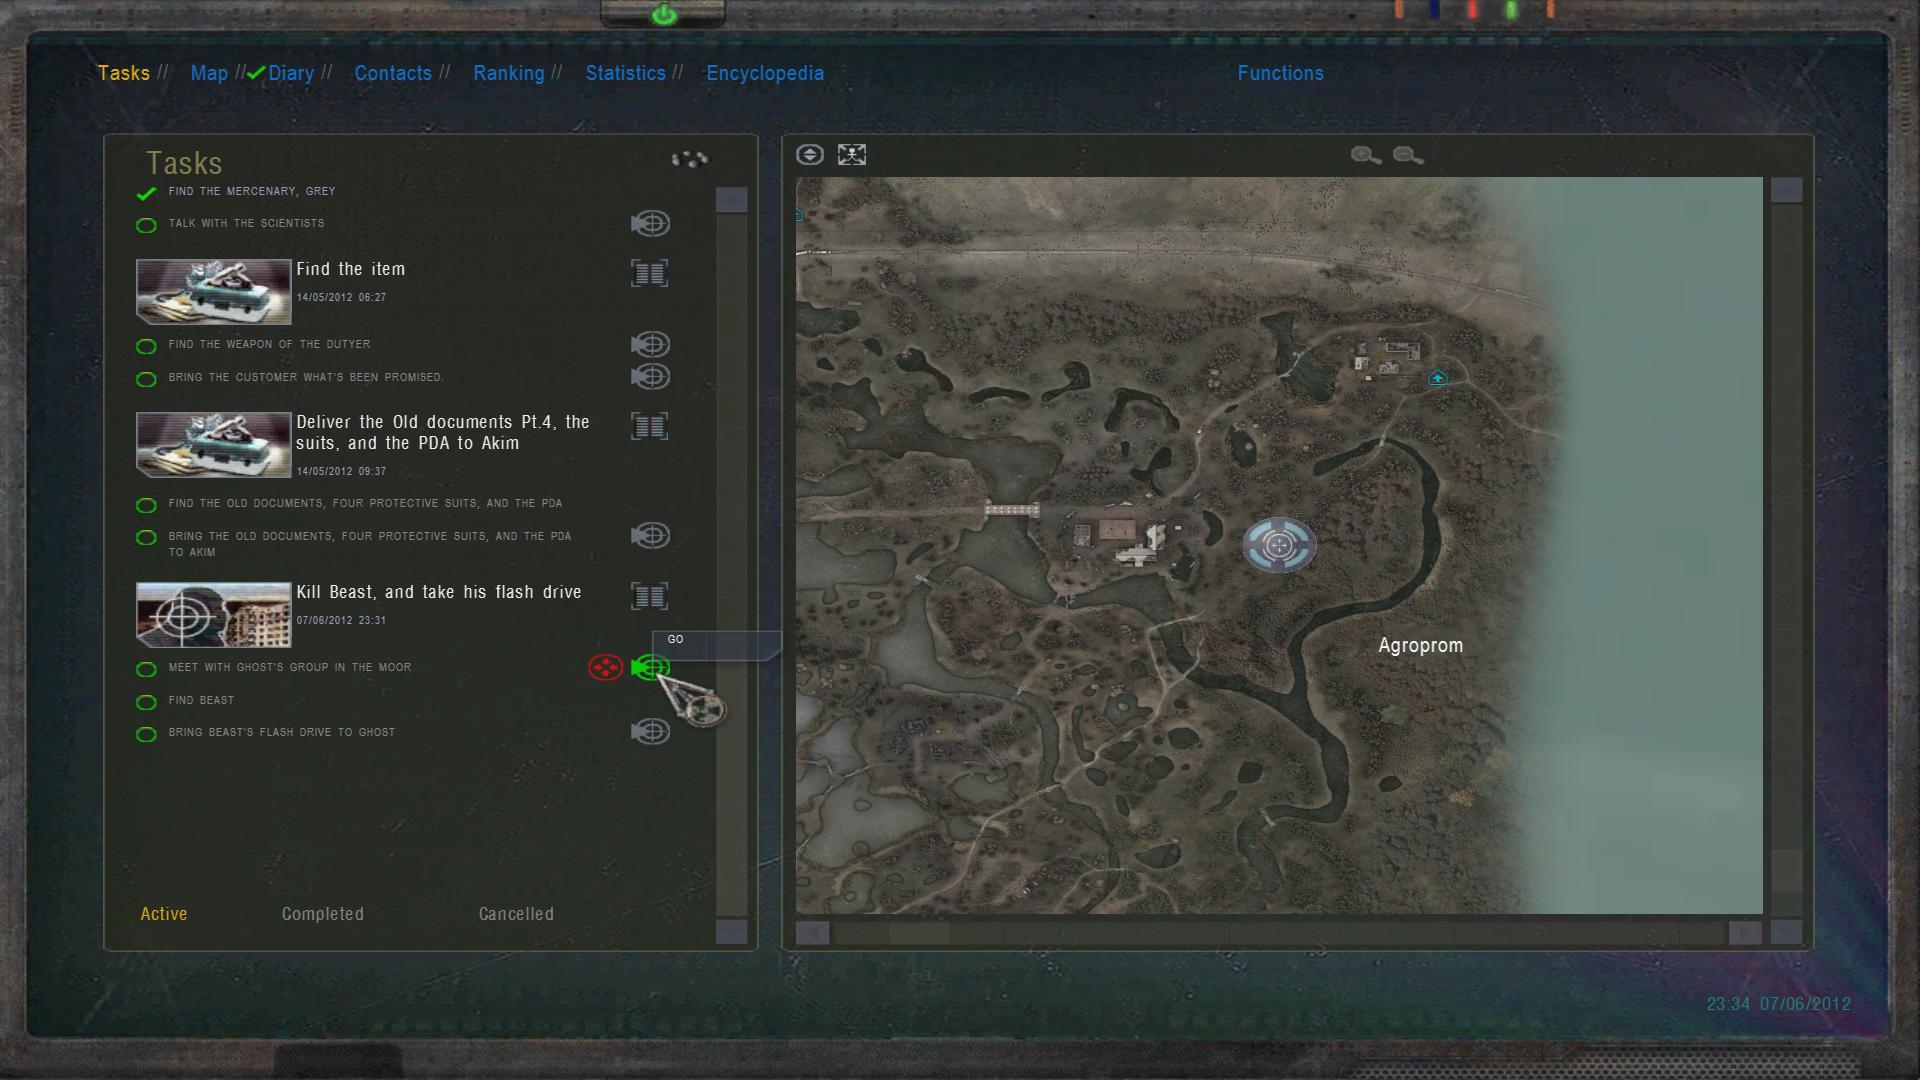 Tasks // Map // Diary // Contacts // Ranking // Statistics // Encyclopedia
Functions
Tasks
FIND THE MERCENARY, GREY
TALK WITH THE SCIENTISTS
Find the item
14/05/2012 06:27
FIND THE WEAPON OF THE DUTYER
BRING THE CUSTOMER WHAT'S BEEN PROMISED.
Deliver the Old documents Pt.4, the
suits, and the PDA to Akim
14/05/2012 09:37
FIND THE OLD DOCUMENTS, FOUR PROTECTIVE SUITS, AND THE PDA
BRING THE OLD DOCUMENTS, FOUR PROTECTIVE SUITS, AND THE PDA
TO AKIM
Kill Beast, and take his flash drive
07/06/2012 23:31
GO
MEET WITH GHOST'S GROUP IN THE MOOR
FIND BEAST
BRING BEAST'S FLASH DRIVE TO GHOST
Active
Completed
Cancelled
Agroprom
23:34 07/06/2012